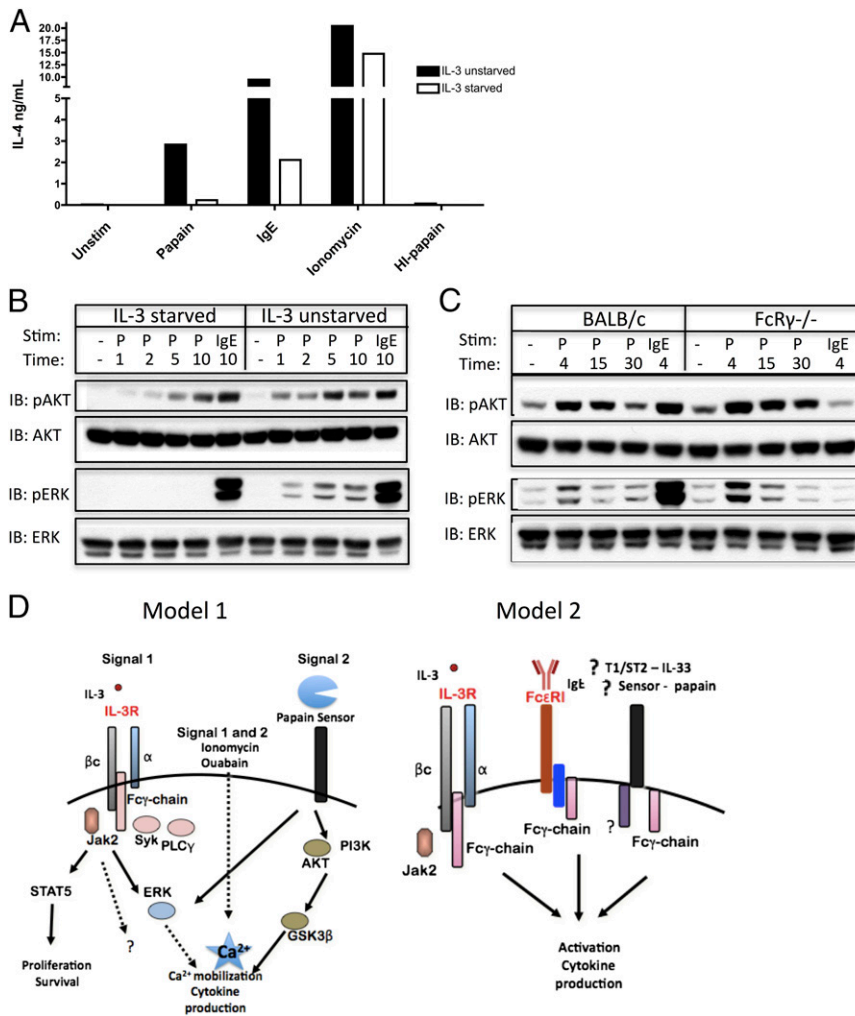 A
IL-4 ng/mL
20.0
17.5
15.0
12.5
10.0
5
4
3
2
1
0
IL-3 unstarved
IL-3 starved
Unstim
Papain
IgE
Ionomycin
HI-papain
B
IL-3 starved IL-3 unstarved
Stim: - P P P P IgE - P P P P IgE
Time: - 1 2 5 10 10 - 1 2 5 10 10
IB: pAKT
IB: AKT
IB: pERK
IB: ERK
C
BALB/c FcRγ-/-
Stim: - P P P IgE - P P P IgE
Time: - 4 15 30 4 - 4 15 30 4
IB: pAKT
IB: AKT
IB: pERK
IB: ERK
D
Model 1
Signal 1
Signal 2
IL-3
IL-3R
Papain Sensor
Signal 1 and 2
Ionomycin
Ouabain
βc
α
Fcγ-chain
Jak2
Syk
PLCγ
PI3K
AKT
STAT5
ERK
GSK3β
?
Ca²⁺
Proliferation
Survival
Ca²⁺ mobilization
Cytokine
production
Model 2
IL-3
IL-3R
IgE
FcεRI
? T1/ST2 – IL-33
? Sensor - papain
βc
α
Fcγ-chain
?
Fcγ-chain
Jak2
Fcγ-chain
Activation
Cytokine
production